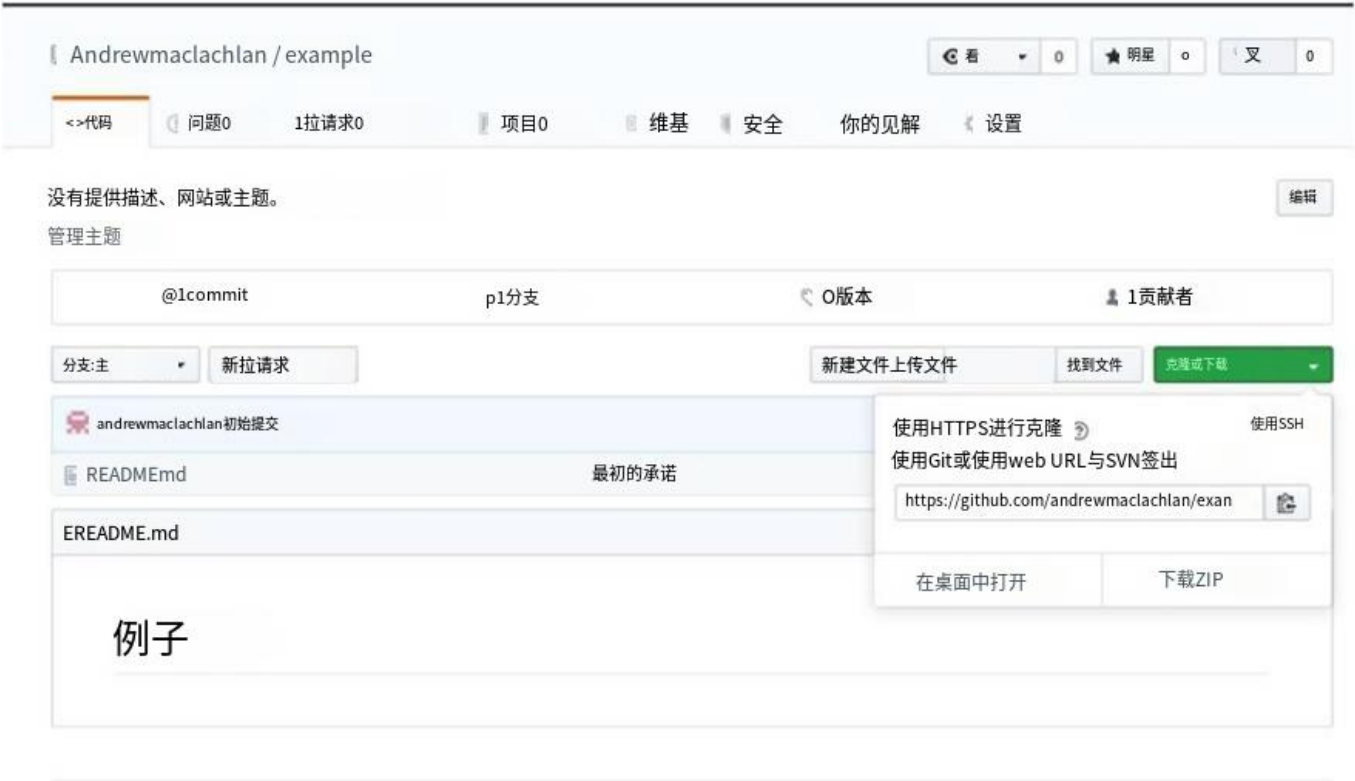 Andrewmaclachlan / example
看 0 明星 o 叉 0
<>代码 问题0 1拉请求0 项目0 维基 安全 你的见解 设置
没有提供描述、网站或主题。 编辑
管理主题
@1commit p1分支 O版本 1贡献者
分支:主 新拉请求 新建文件上传文件 找到文件 克隆或下载
andrewmaclachlan初始提交
READMEmd 最初的承诺
EREADME.md
例子
使用HTTPS进行克隆 使用SSH
使用Git或使用web URL与SVN签出
https://github.com/andrewmaclachlan/exan
在桌面中打开 下载ZIP